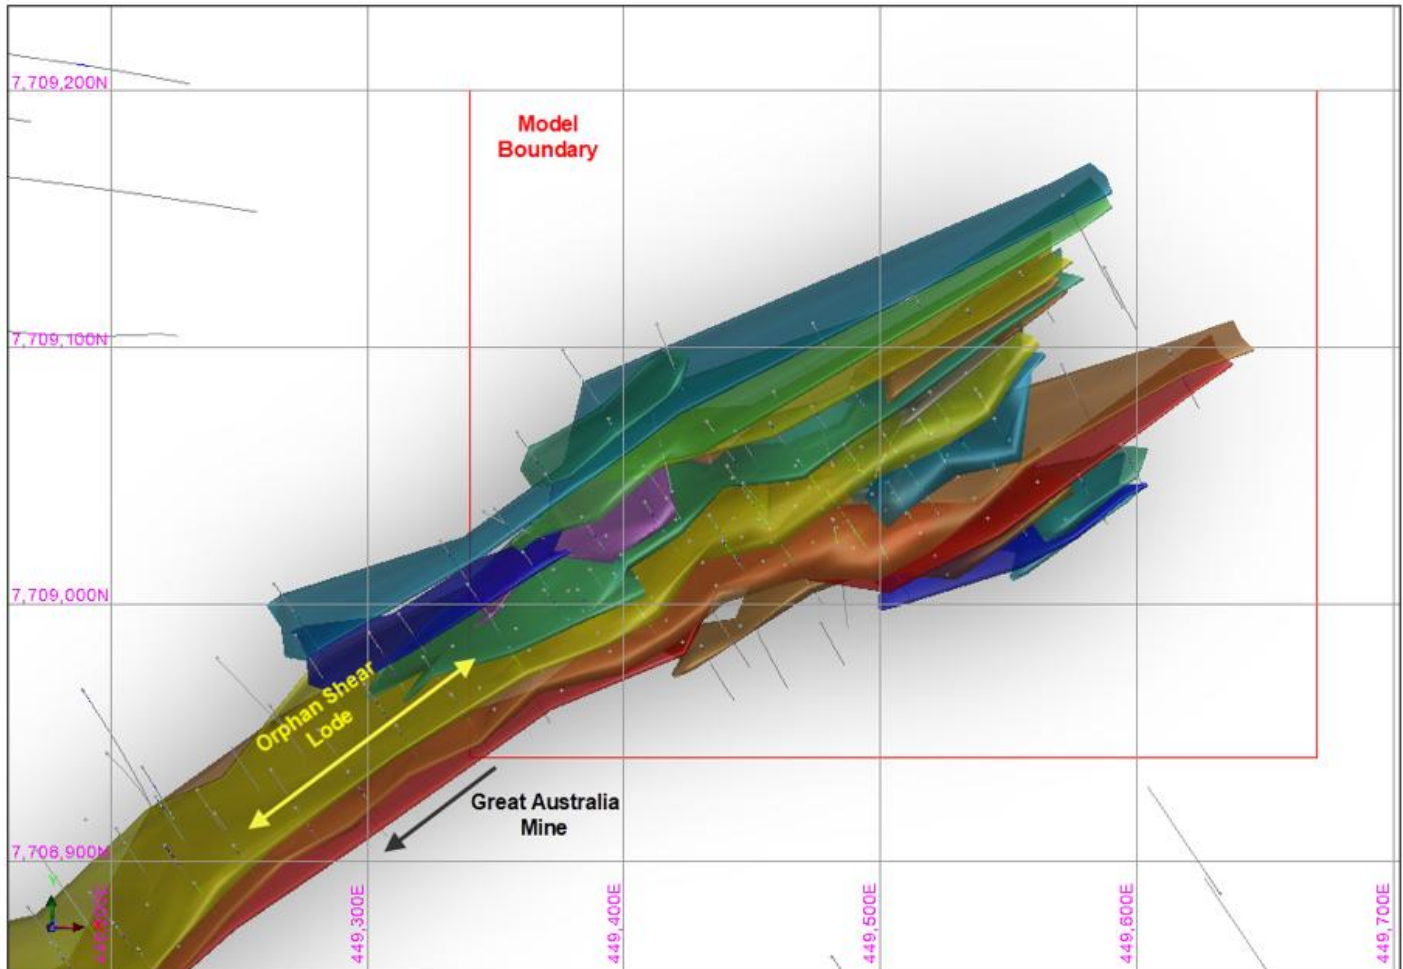 7,709,200N
Model
Boundary
7,709,100N
7,709,000N
Orphan Shear
Lode
Great Australia
Mine
7,708,900N
Y
449,300E
449,400E
449,500E
449,600E
449,700E